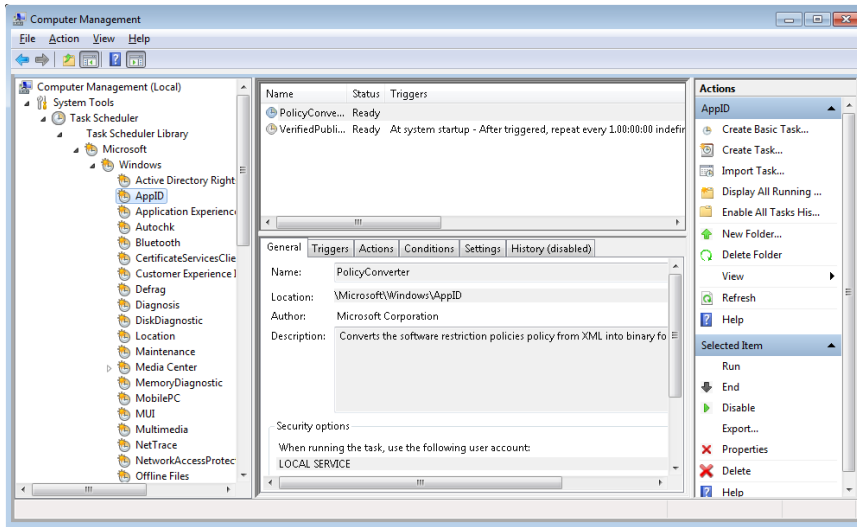 Computer Management
File Action View Help
Computer Management (Local)
System Tools
Task Scheduler
Task Scheduler Library
Microsoft
Windows
Active Directory Right
AppID
Application Experience
Autochk
Bluetooth
CertificateServicesClie
Customer Experience I
Defrag
Diagnosis
DiskDiagnostic
Location
Maintenance
Media Center
MemoryDiagnostic
MobilePC
MUI
Multimedia
NetTrace
NetworkAccessProtec
Offline Files
Name Status Triggers
PolicyConve... Ready
VerifiedPubli... Ready At system startup - After triggered, repeat every 1.00:00:00 indefin
General Triggers Actions Conditions Settings History (disabled)
Name: PolicyConverter
Location: \Microsoft\Windows\AppID
Author: Microsoft Corporation
Description: Converts the software restriction policies policy from XML into binary fo
Security options
When running the task, use the following user account:
LOCAL SERVICE
Actions
AppID
Create Basic Task...
Create Task...
Import Task...
Display All Running ...
Enable All Tasks His...
New Folder...
Delete Folder
View
Refresh
Help
Selected Item
Run
End
Disable
Export...
Properties
Delete
Help